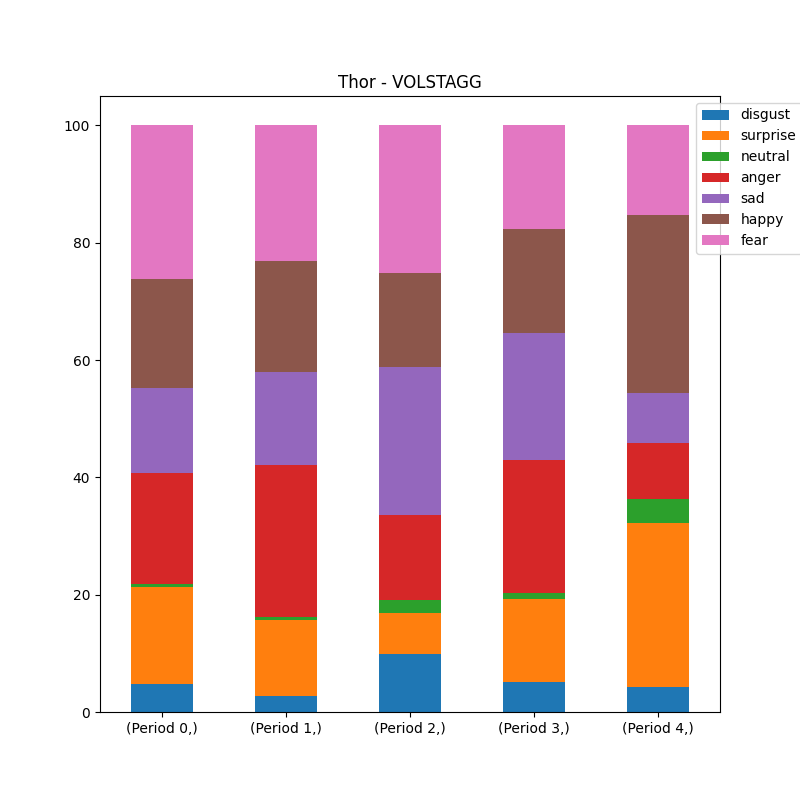 Thor - VOLSTAGG
100
80
60
40
20
0
disgust
surprise
neutral
anger
sad
happy
fear
(Period 0,) (Period 1,) (Period 2,) (Period 3,) (Period 4,)